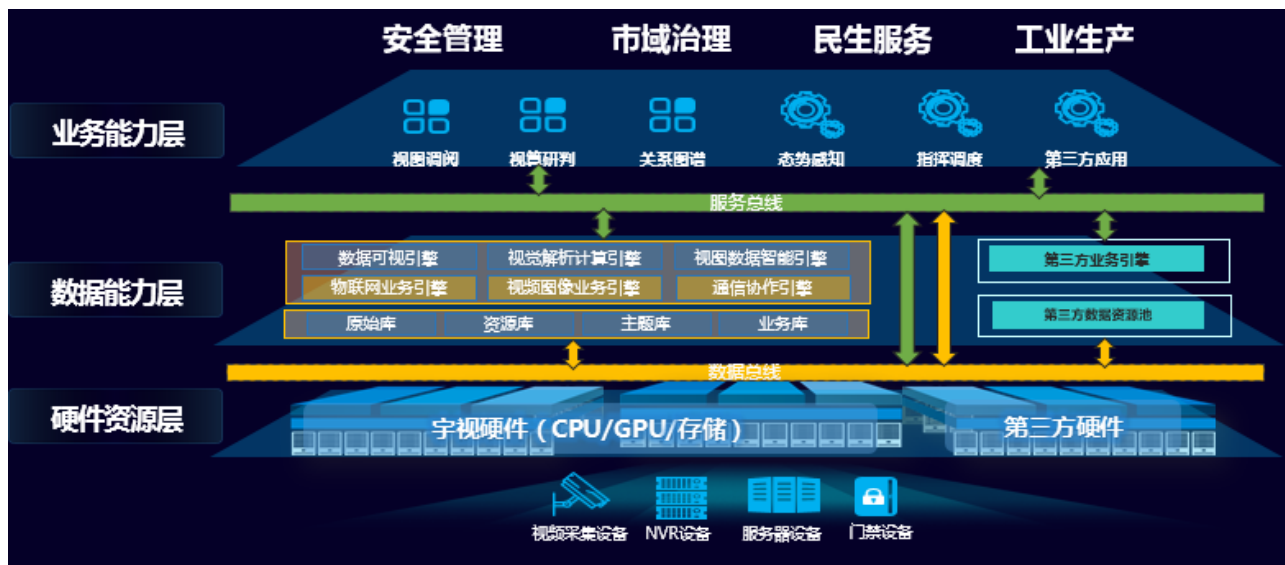 安全管理 市域治理 民生服务 工业生产
业务能力层
视图调阅 视算研判 关系图谱 态势感知 指挥调度 第三方应用
服务总线
数据能力层
数据可视引擎 视觉解析计算引擎 视图数据智能引擎
物联网业务引擎 视频图像业务引擎 通信协作引擎
第三方业务引擎
原始库 资源库 主题库 业务库
第三方数据资源池
数据总线
硬件资源层
宇视硬件（CPU/GPU/存储） 第三方硬件
视频采集设备 NVR设备 服务器设备 门禁设备